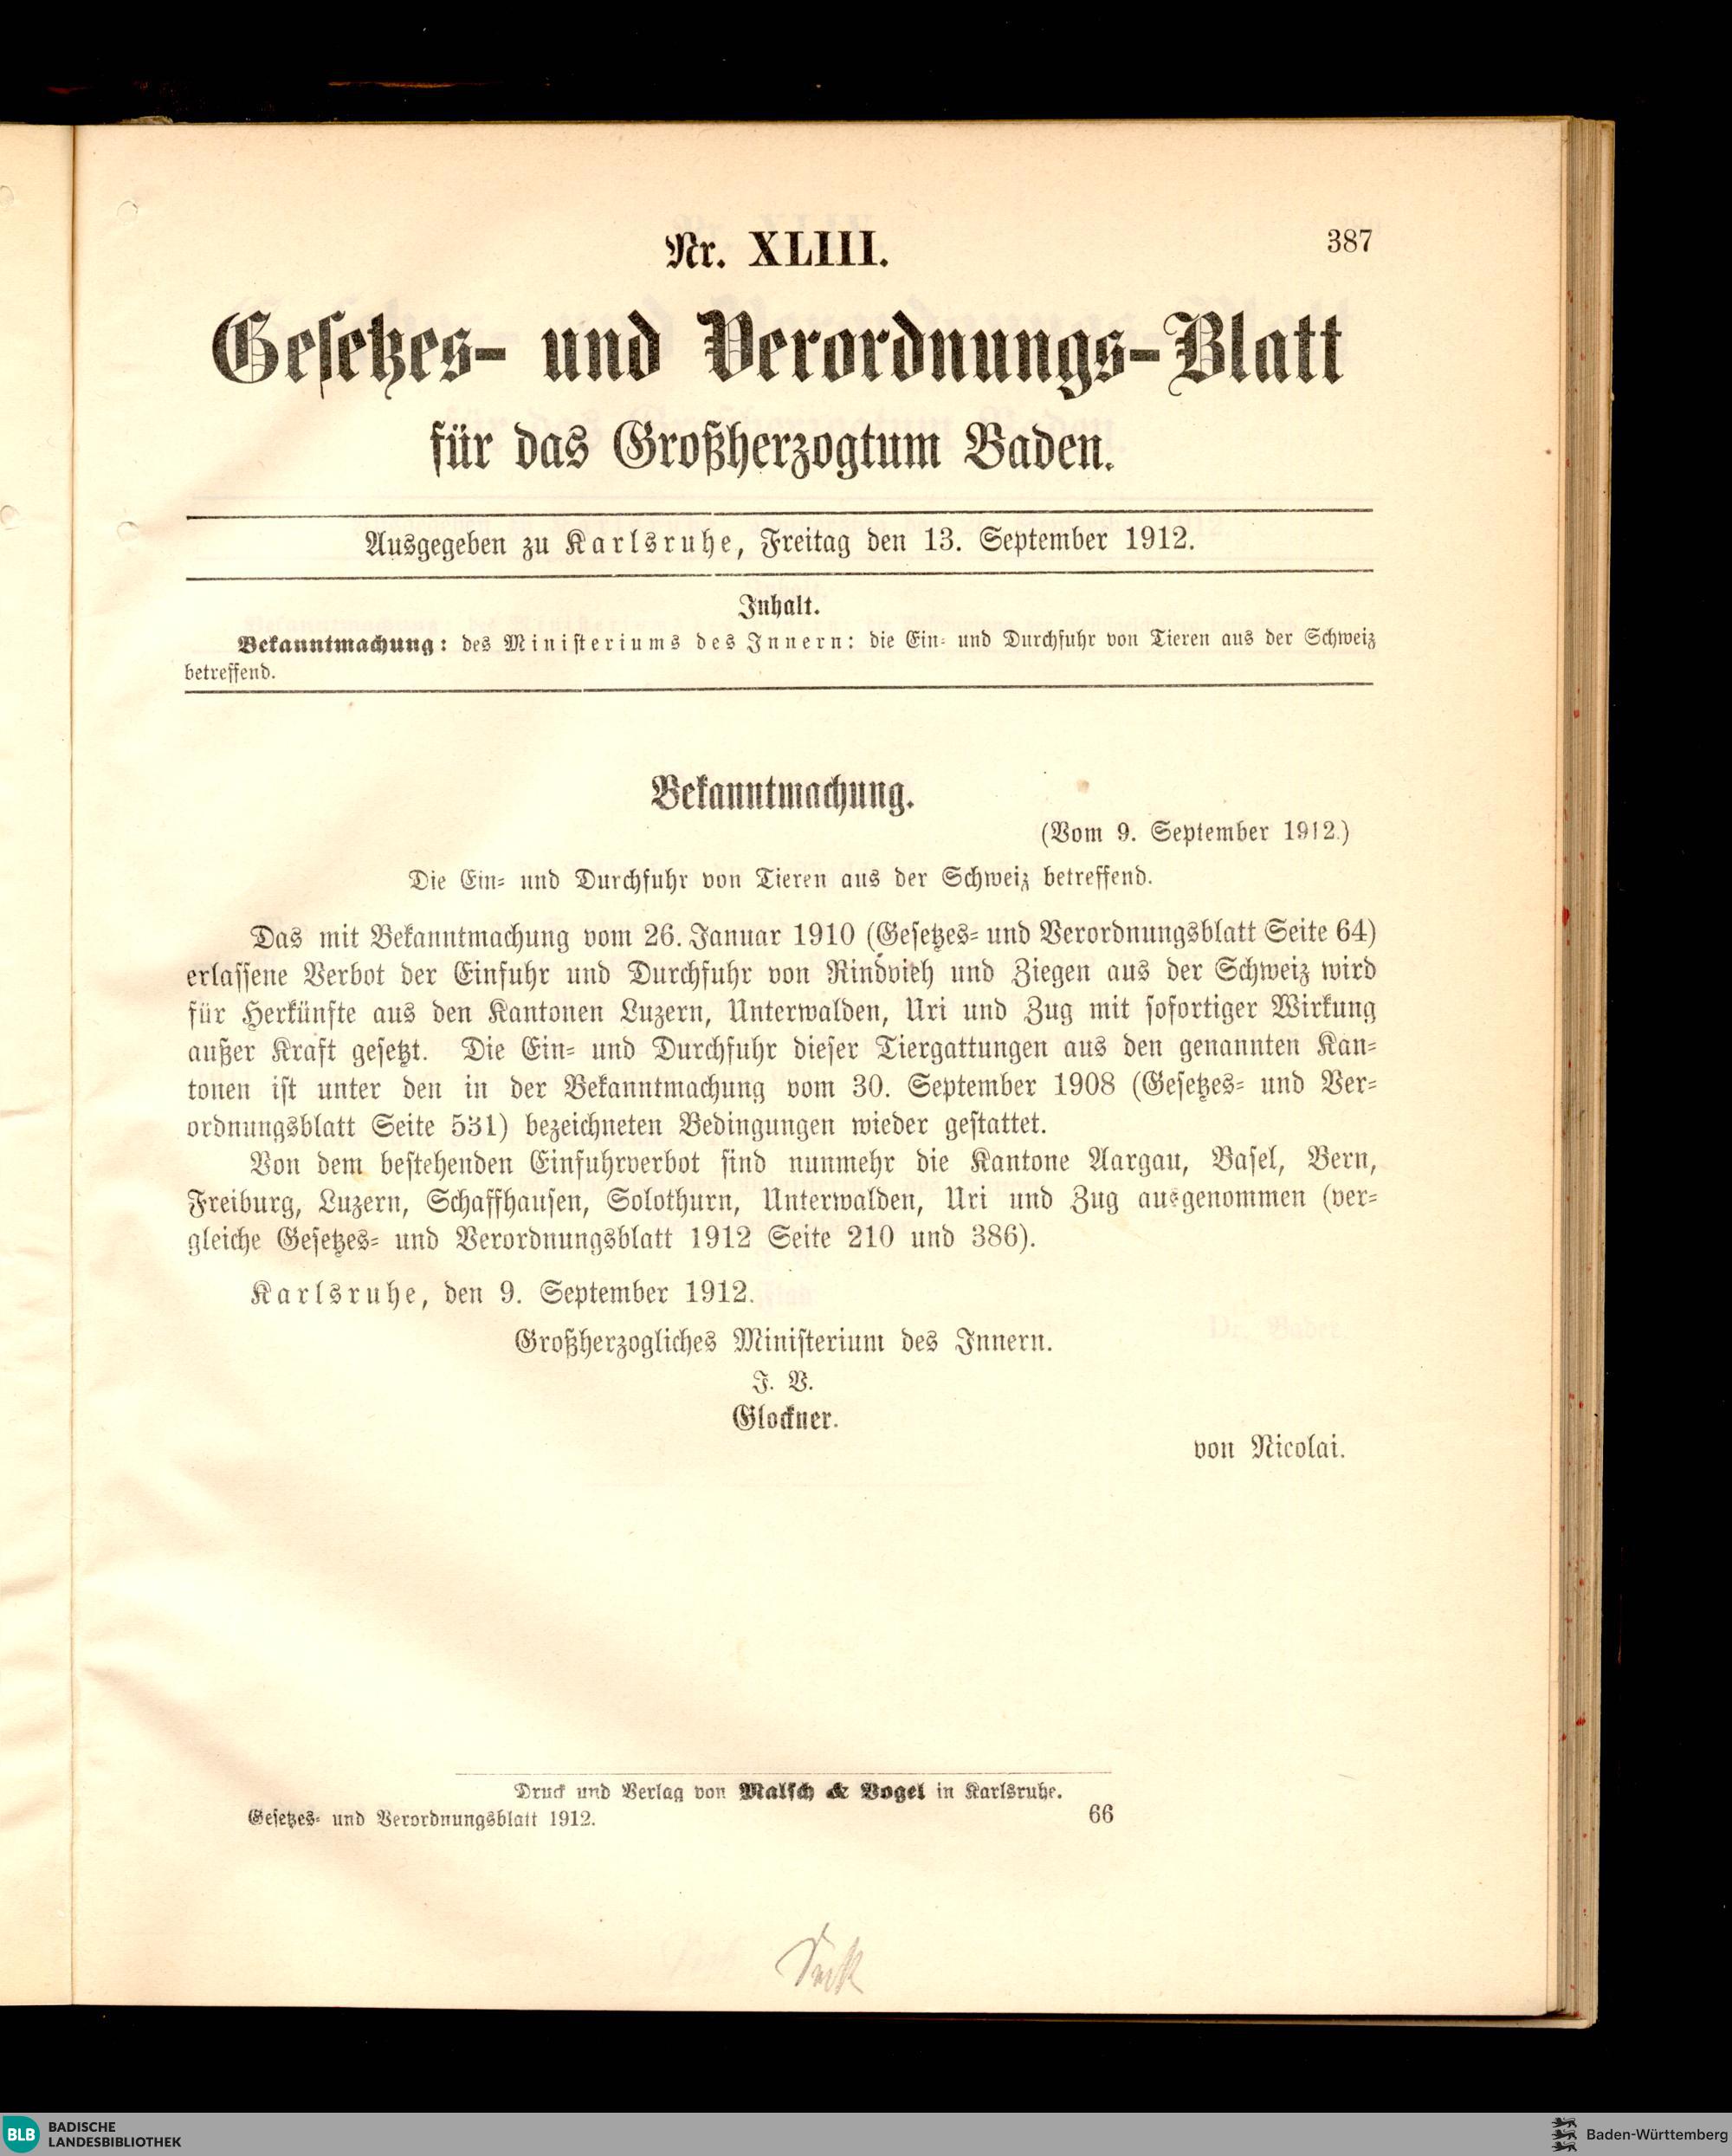 Nr. XLIII.
387
Gesetzes- und Verordnungs-Blatt
für das Großherzogtum Baden.
Ausgegeben zu Karlsruhe, Freitag den 13. September 1912.
Inhalt.
Bekanntmachung: des Ministeriums des Innern: die Ein- und Durchfuhr von Tieren aus der Schweiz
betreffend.
Bekanntmachung.
(Vom 9. September 1912.)
Die Ein- und Durchfuhr von Tieren aus der Schweiz betreffend.
Das mit Bekanntmachung vom 26. Januar 1910 (Gesetzes- und Verordnungsblatt Seite 64)
erlassene Verbot der Einfuhr und Durchfuhr von Rindvieh und Ziegen aus der Schweiz wird
für Herkünfte aus den Kantonen Luzern, Unterwalden, Uri und Zug mit sofortiger Wirkung
außer Kraft gesetzt. Die Ein- und Durchfuhr dieser Tiergattungen aus den genannten Kan-
tonen ist unter den in der Bekanntmachung vom 30. September 1908 (Gesetzes- und Ver-
ordnungsblatt Seite 531) bezeichneten Bedingungen wieder gestattet.
Von dem bestehenden Einfuhrverbot sind nunmehr die Kantone Aargau, Basel, Bern,
Freiburg, Luzern, Schaffhausen, Solothurn, Unterwalden, Uri und Zug ausgenommen (ver-
gleiche Gesetzes- und Verordnungsblatt 1912 Seite 210 und 386).
Karlsruhe, den 9. September 1912.
Großherzogliches Ministerium des Innern.
J. V.
Glockner.
von Nicolai.
Druck und Verlag von Malsch & Vogel in Karlsruhe.
Gesetzes- und Verordnungsblatt 1912.
66
BLB
BADISCHE
LANDESBIBLIOTHEK
Baden-Württemberg